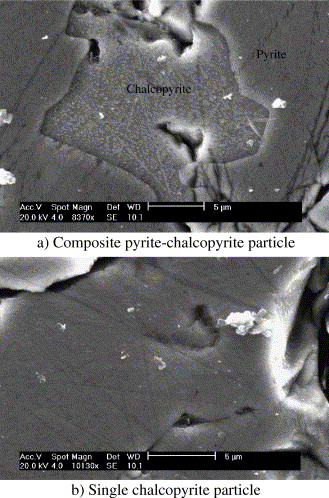 Pyrite
Chalcopyrite
Acc.V Spot Magn Det WD 5 µm
20.0 kV 4.0 8370x SE 10.1
a) Composite pyrite-chalcopyrite particle
Acc.V Spot Magn Det WD 5 µm
20.0 kV 4.0 10130x SE 10.1
b) Single chalcopyrite particle